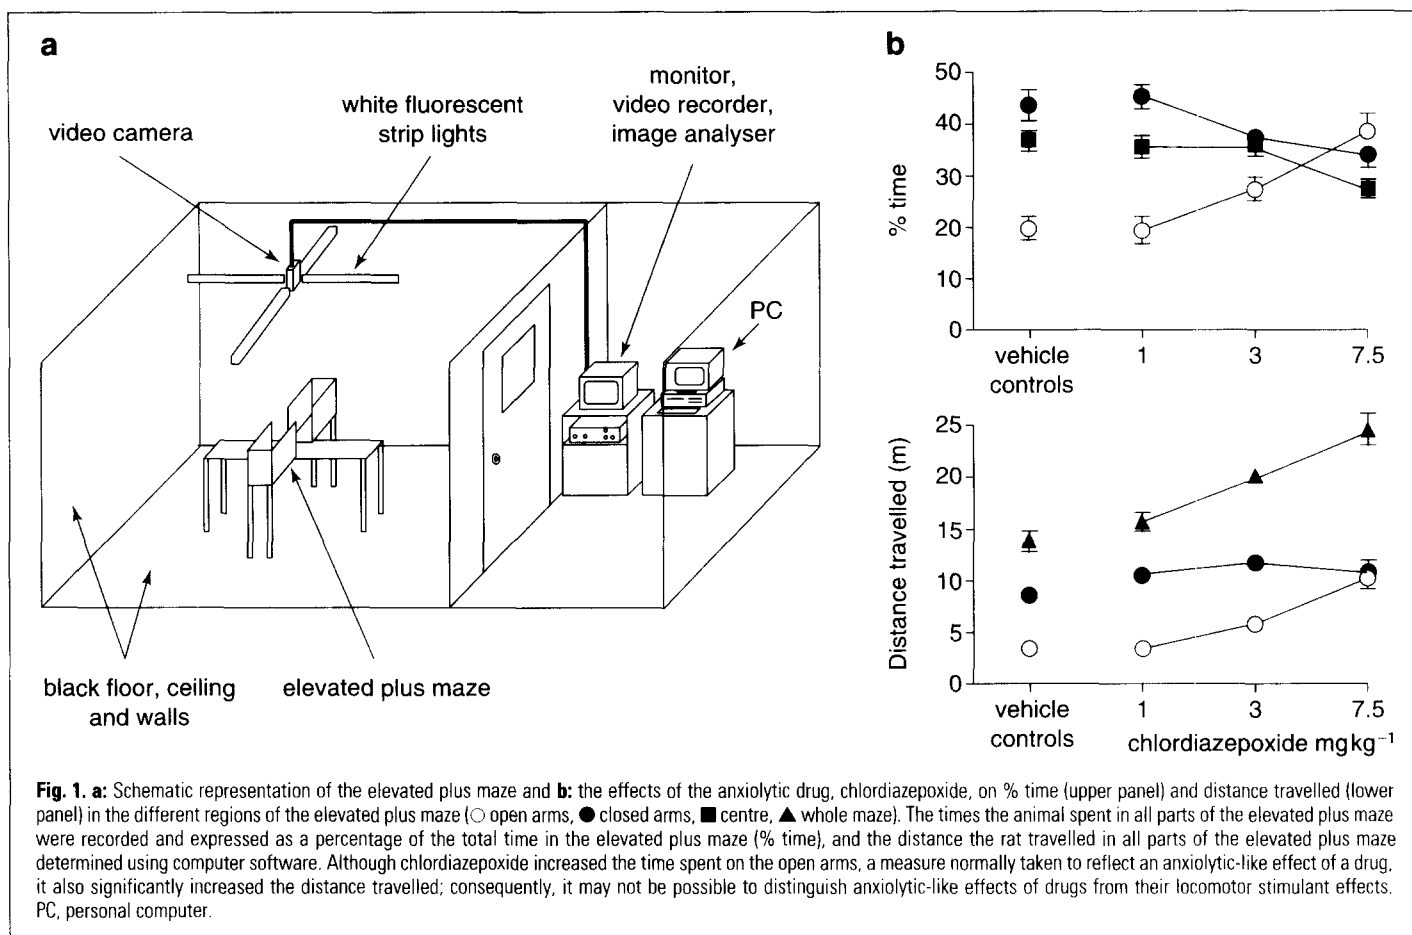 a
video camera
white fluorescent
strip lights
monitor,
video recorder,
image analyser
PC
black floor, ceiling
and walls
elevated plus maze
b
50
40
30
20
10
0
% time
vehicle
controls
1
3
7.5
25
20
15
10
5
0
Distance travelled (m)
vehicle
controls
1
3
7.5
chlordiazepoxide mg kg⁻¹
Fig. 1. a: Schematic representation of the elevated plus maze and b: the effects of the anxiolytic drug, chlordiazepoxide, on % time (upper panel) and distance travelled (lower
panel) in the different regions of the elevated plus maze (○ open arms, ● closed arms, ■ centre, ▲ whole maze). The times the animal spent in all parts of the elevated plus maze
were recorded and expressed as a percentage of the total time in the elevated plus maze (% time), and the distance the rat travelled in all parts of the elevated plus maze
determined using computer software. Although chlordiazepoxide increased the time spent on the open arms, a measure normally taken to reflect an anxiolytic-like effect of a drug,
it also significantly increased the distance travelled; consequently, it may not be possible to distinguish anxiolytic-like effects of drugs from their locomotor stimulant effects.
PC, personal computer.